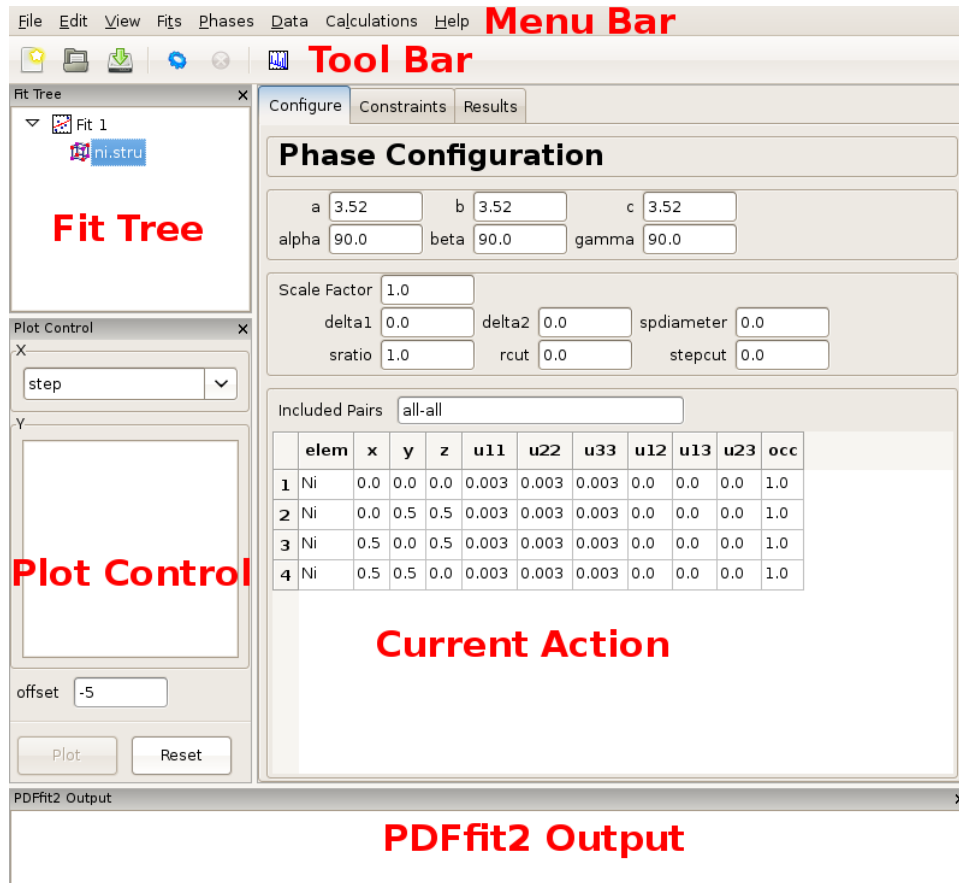 File Edit View Fits Phases Data Calculations Help Menu Bar
Tool Bar
Fit Tree x
Fit 1
ni.stru
Fit Tree
Plot Control x
X
step
Y
Plot Control
offset -5
Plot Reset
Configure Constraints Results
Phase Configuration
a 3.52 b 3.52 c 3.52
alpha 90.0 beta 90.0 gamma 90.0
Scale Factor 1.0
delta1 0.0 delta2 0.0 spdiameter 0.0
sratio 1.0 rcut 0.0 stepcut 0.0
Included Pairs all-all
elem x y z u11 u22 u33 u12 u13 u23 occ
1 Ni 0.0 0.0 0.0 0.003 0.003 0.003 0.0 0.0 0.0 1.0
2 Ni 0.0 0.5 0.5 0.003 0.003 0.003 0.0 0.0 0.0 1.0
3 Ni 0.5 0.0 0.5 0.003 0.003 0.003 0.0 0.0 0.0 1.0
4 Ni 0.5 0.5 0.0 0.003 0.003 0.003 0.0 0.0 0.0 1.0
Current Action
PDFfit2 Output x
PDFfit2 Output